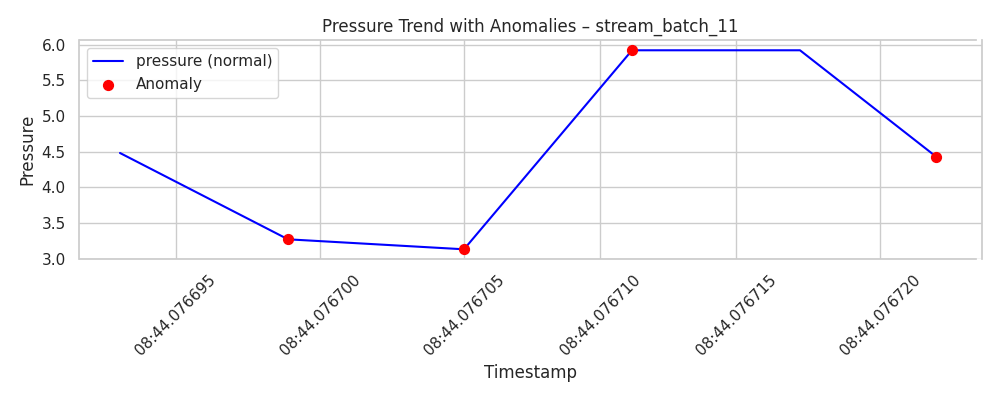 Pressure Trend with Anomalies – stream_batch_11
pressure (normal)
Anomaly
Pressure
6.0
5.5
5.0
4.5
4.0
3.5
3.0
08:44.076695
08:44.076700
08:44.076705
08:44.076710
08:44.076715
08:44.076720
Timestamp